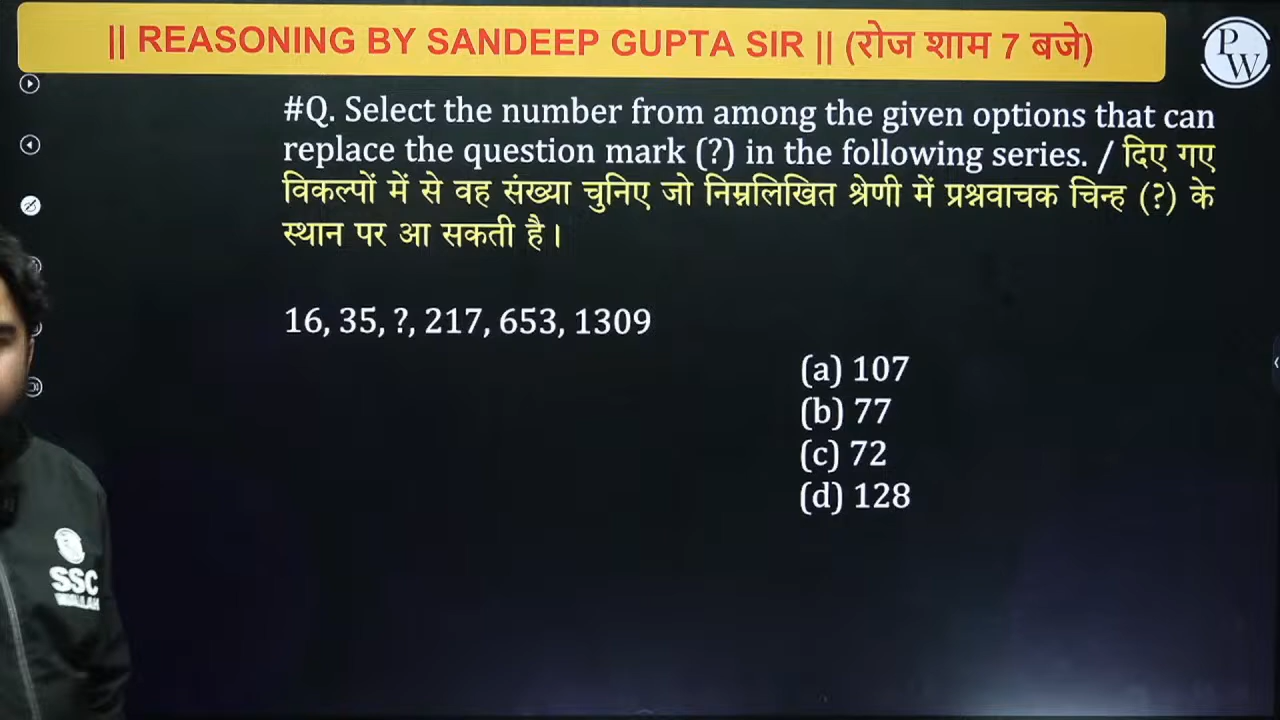 || REASONING BY SANDEEP GUPTA SIR || (रोज शाम 7 बजे)
PW
#Q. Select the number from among the given options that can
replace the question mark (?) in the following series. / दिए गए
विकल्पों में से वह संख्या चुनिए जो निम्नलिखित श्रेणी में प्रश्नवाचक चिन्ह (?) के
स्थान पर आ सकती है।
16, 35, ?, 217, 653, 1309
(a) 107
(b) 77
(c) 72
(d) 128
SSC
WALLAH